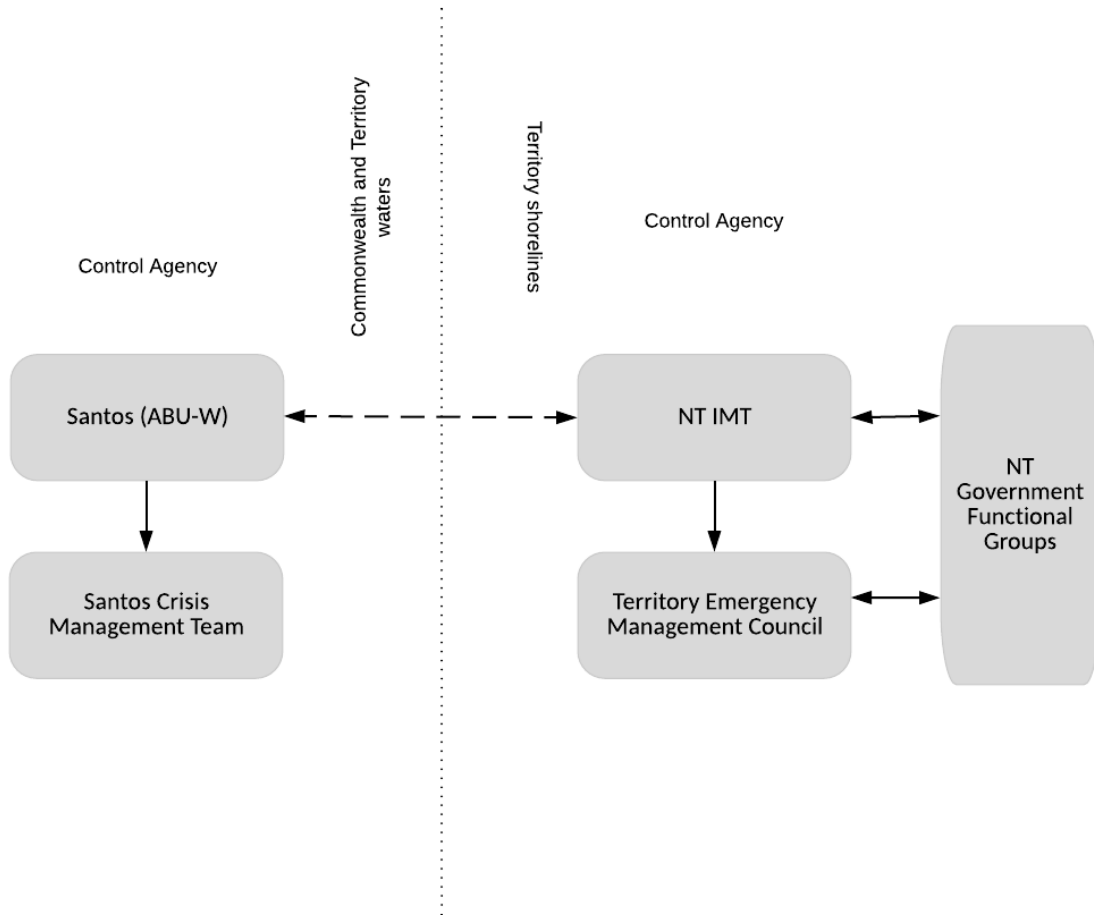 Commonwealth and Territory
waters
Territory shorelines
Control Agency
Control Agency
Santos (ABU-W)
NT IMT
NT
Government
Functional
Groups
Santos Crisis
Management Team
Territory Emergency
Management Council